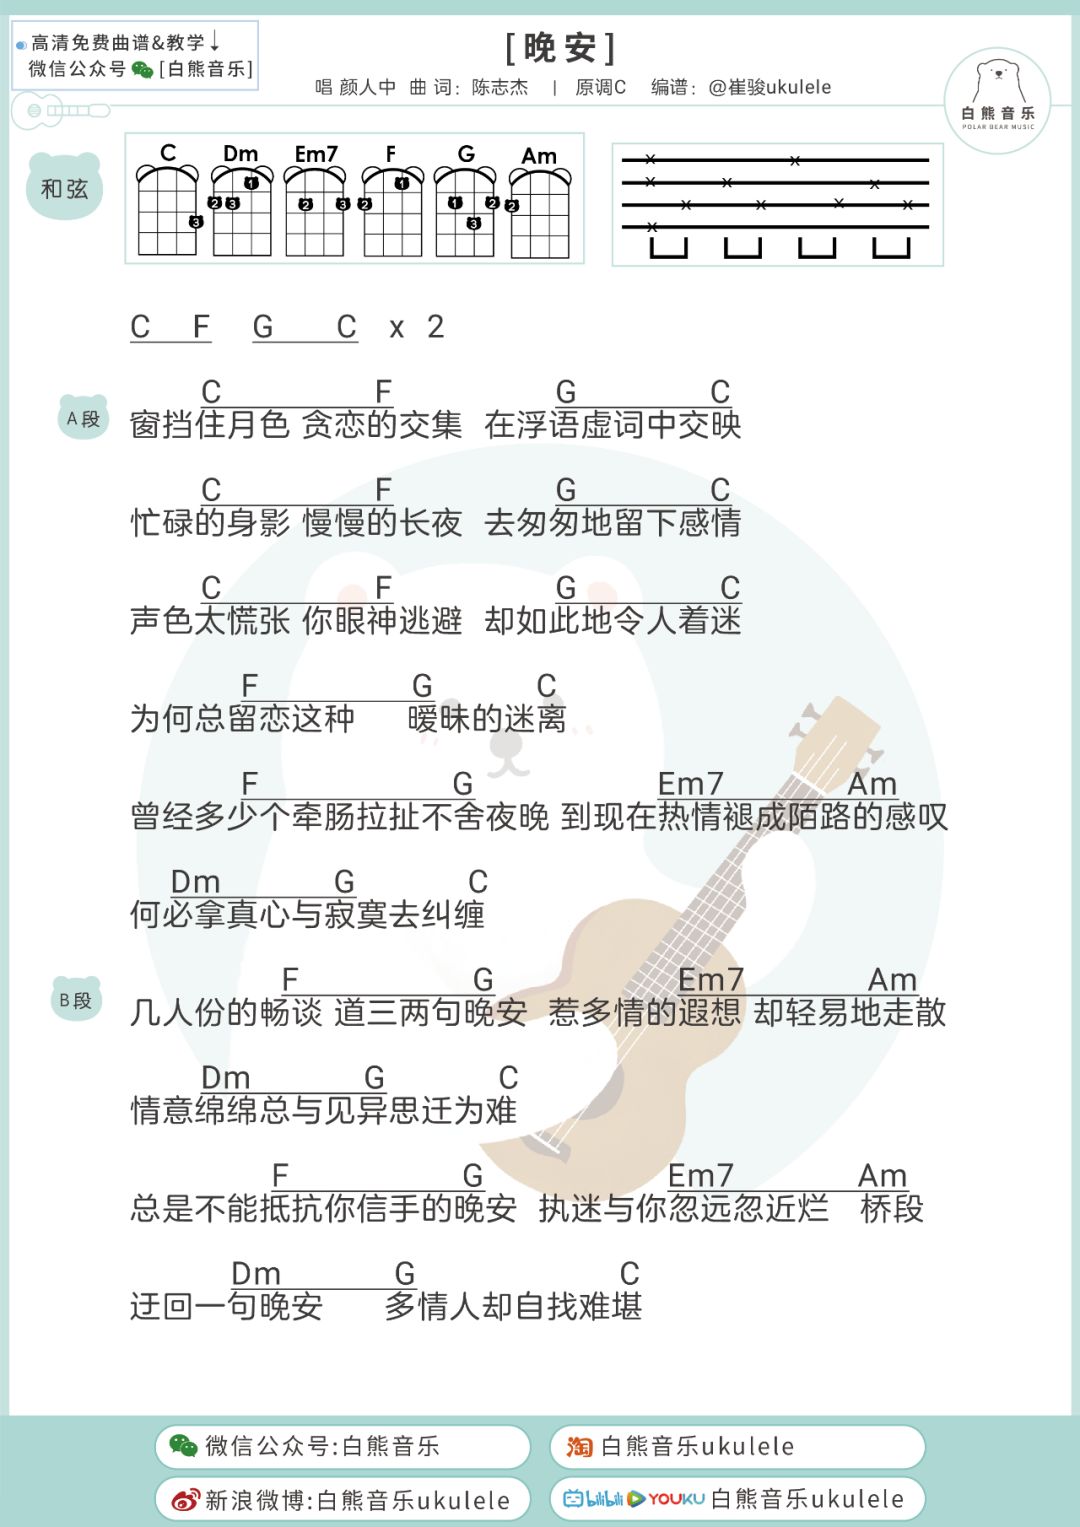 高清免费曲谱&教学↓
微信公众号 [白熊音乐]
[晚安]
唱 颜人中 曲 词：陈志杰 | 原调C 编谱：@崔骏ukulele
白熊音乐
POLAR BEAR MUSIC
和弦
C Dm Em7 F G Am
3 2 3 1 2 3 2 1 1 3 2 2
C F G C x 2
A段
C F G C
窗挡住月色 贪恋的交集 在浮语虚词中交映
C F G C
忙碌的身影 慢慢的长夜 去匆匆地留下感情
C F G C
声色太慌张 你眼神逃避 却如此地令人着迷
F G C
为何总留恋这种 暧昧的迷离
F G Em7 Am
曾经多少个牵肠拉扯不舍夜晚 到现在热情褪成陌路的感叹
Dm G C
何必拿真心与寂寞去纠缠
B段
F G Em7 Am
几人份的畅谈 道三两句晚安 惹多情的遐想 却轻易地走散
Dm G C
情意绵绵总与见异思迁为难
F G Em7 Am
总是不能抵抗你信手的晚安 执迷与你忽远忽近烂 桥段
Dm G C
迂回一句晚安 多情人却自找难堪
微信公众号:白熊音乐
淘 白熊音乐ukulele
新浪微博:白熊音乐ukulele
bilibili YOUKU 白熊音乐ukulele